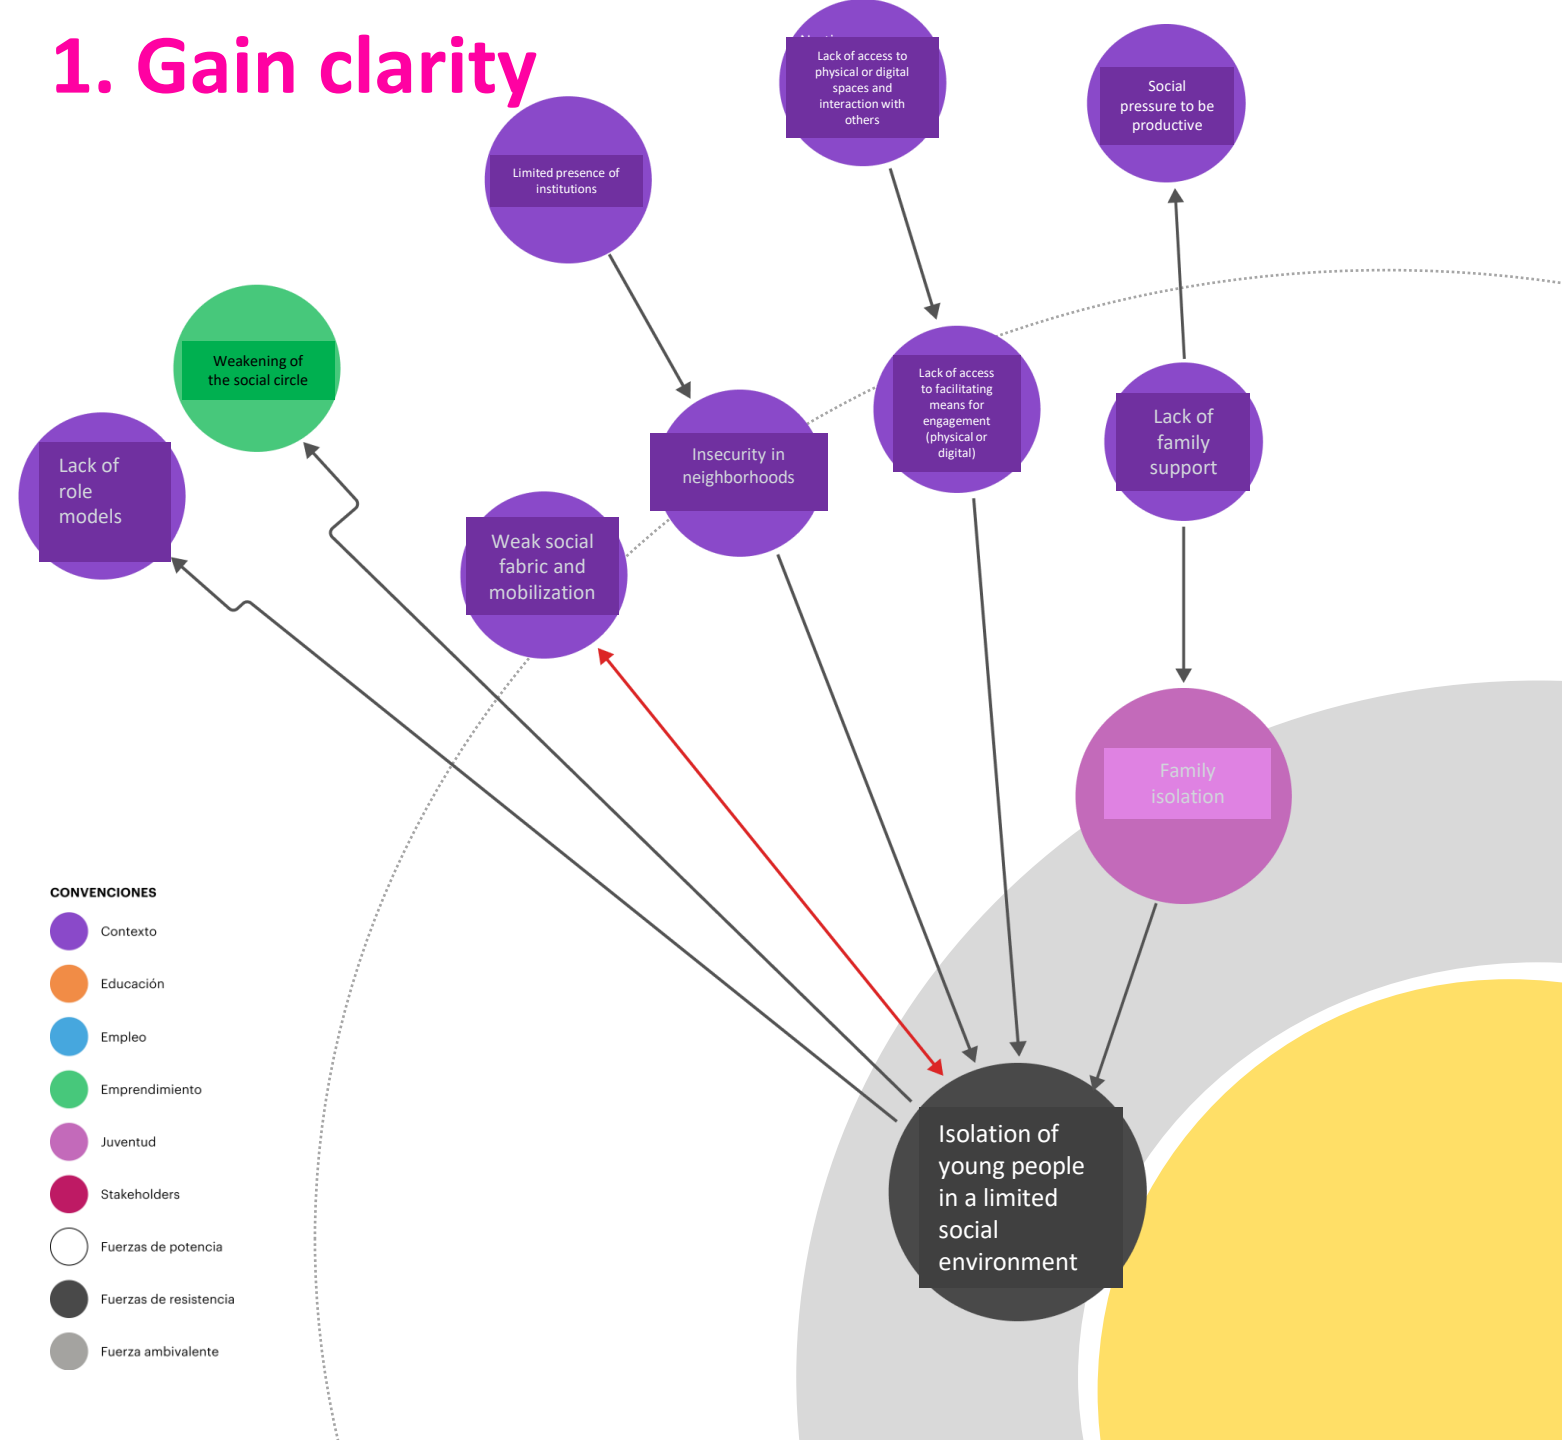 1. Gain clarity
Lack of access to
physical or digital
spaces and
interaction with
others
Social
pressure to be
productive
Limited presence of
institutions
Weakening of
the social circle
Lack of access
to facilitating
means for
engagement
(physical or
digital)
Lack of
family
support
Insecurity in
neighborhoods
Lack of
role
models
Weak social
fabric and
mobilization
Family
isolation
Isolation of
young people
in a limited
social
environment
CONVENCIONES
Contexto
Educación
Empleo
Emprendimiento
Juventud
Stakeholders
Fuerzas de potencia
Fuerzas de resistencia
Fuerza ambivalente